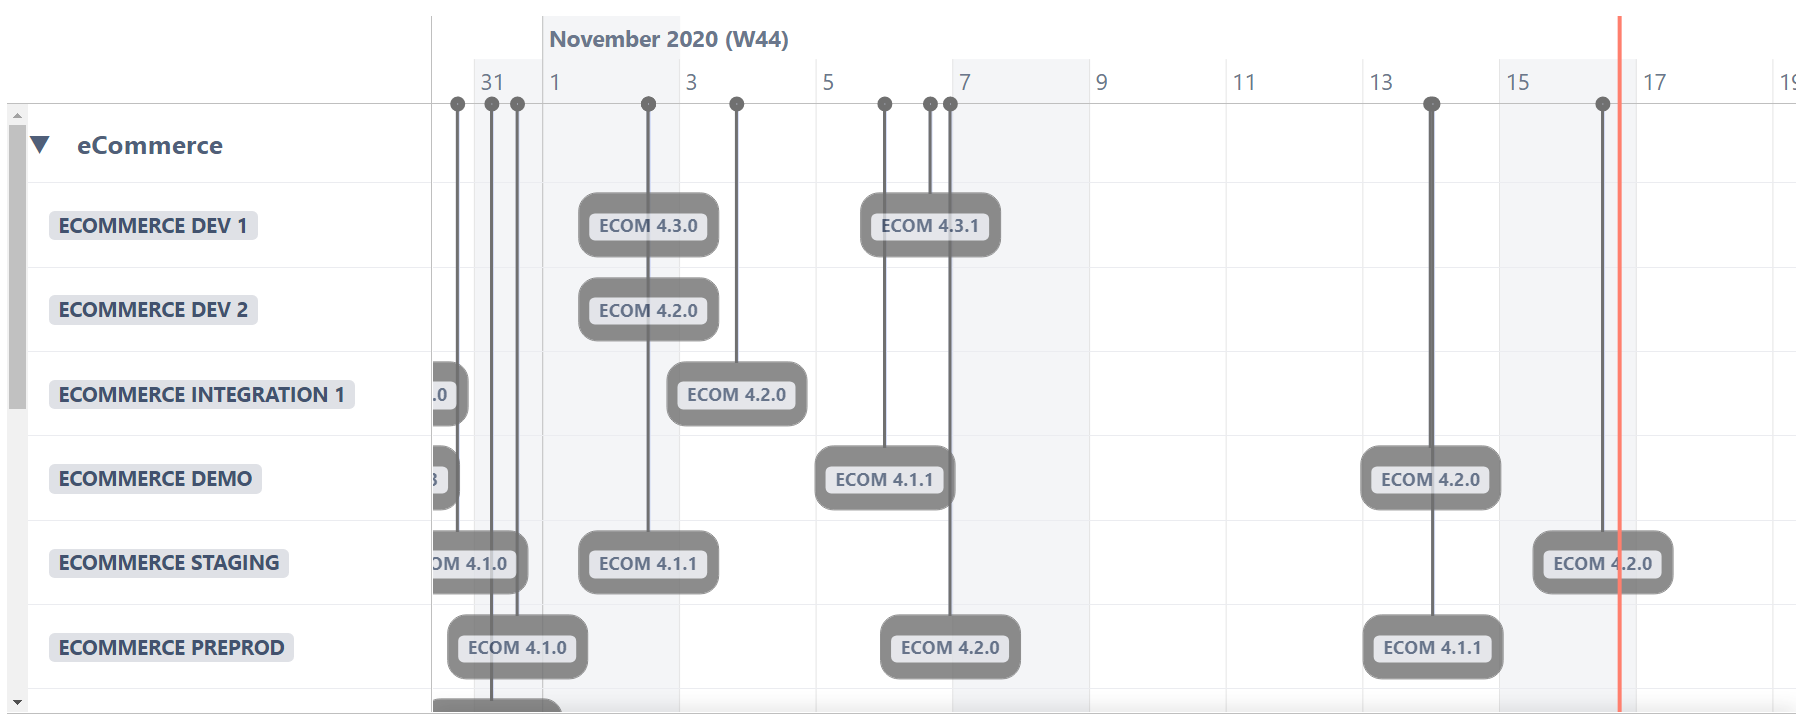 November 2020 (W44)
31 1 3 5 7 9 11 13 15 17 19
eCommerce
ECOMMERCE DEV 1 ECOM 4.3.0 ECOM 4.3.1
ECOMMERCE DEV 2 ECOM 4.2.0
ECOMMERCE INTEGRATION 1 .0 ECOM 4.2.0
ECOMMERCE DEMO 3 ECOM 4.1.1 ECOM 4.2.0
ECOMMERCE STAGING OM 4.1.0 ECOM 4.1.1 ECOM 4.2.0
ECOMMERCE PREPROD ECOM 4.1.0 ECOM 4.2.0 ECOM 4.1.1